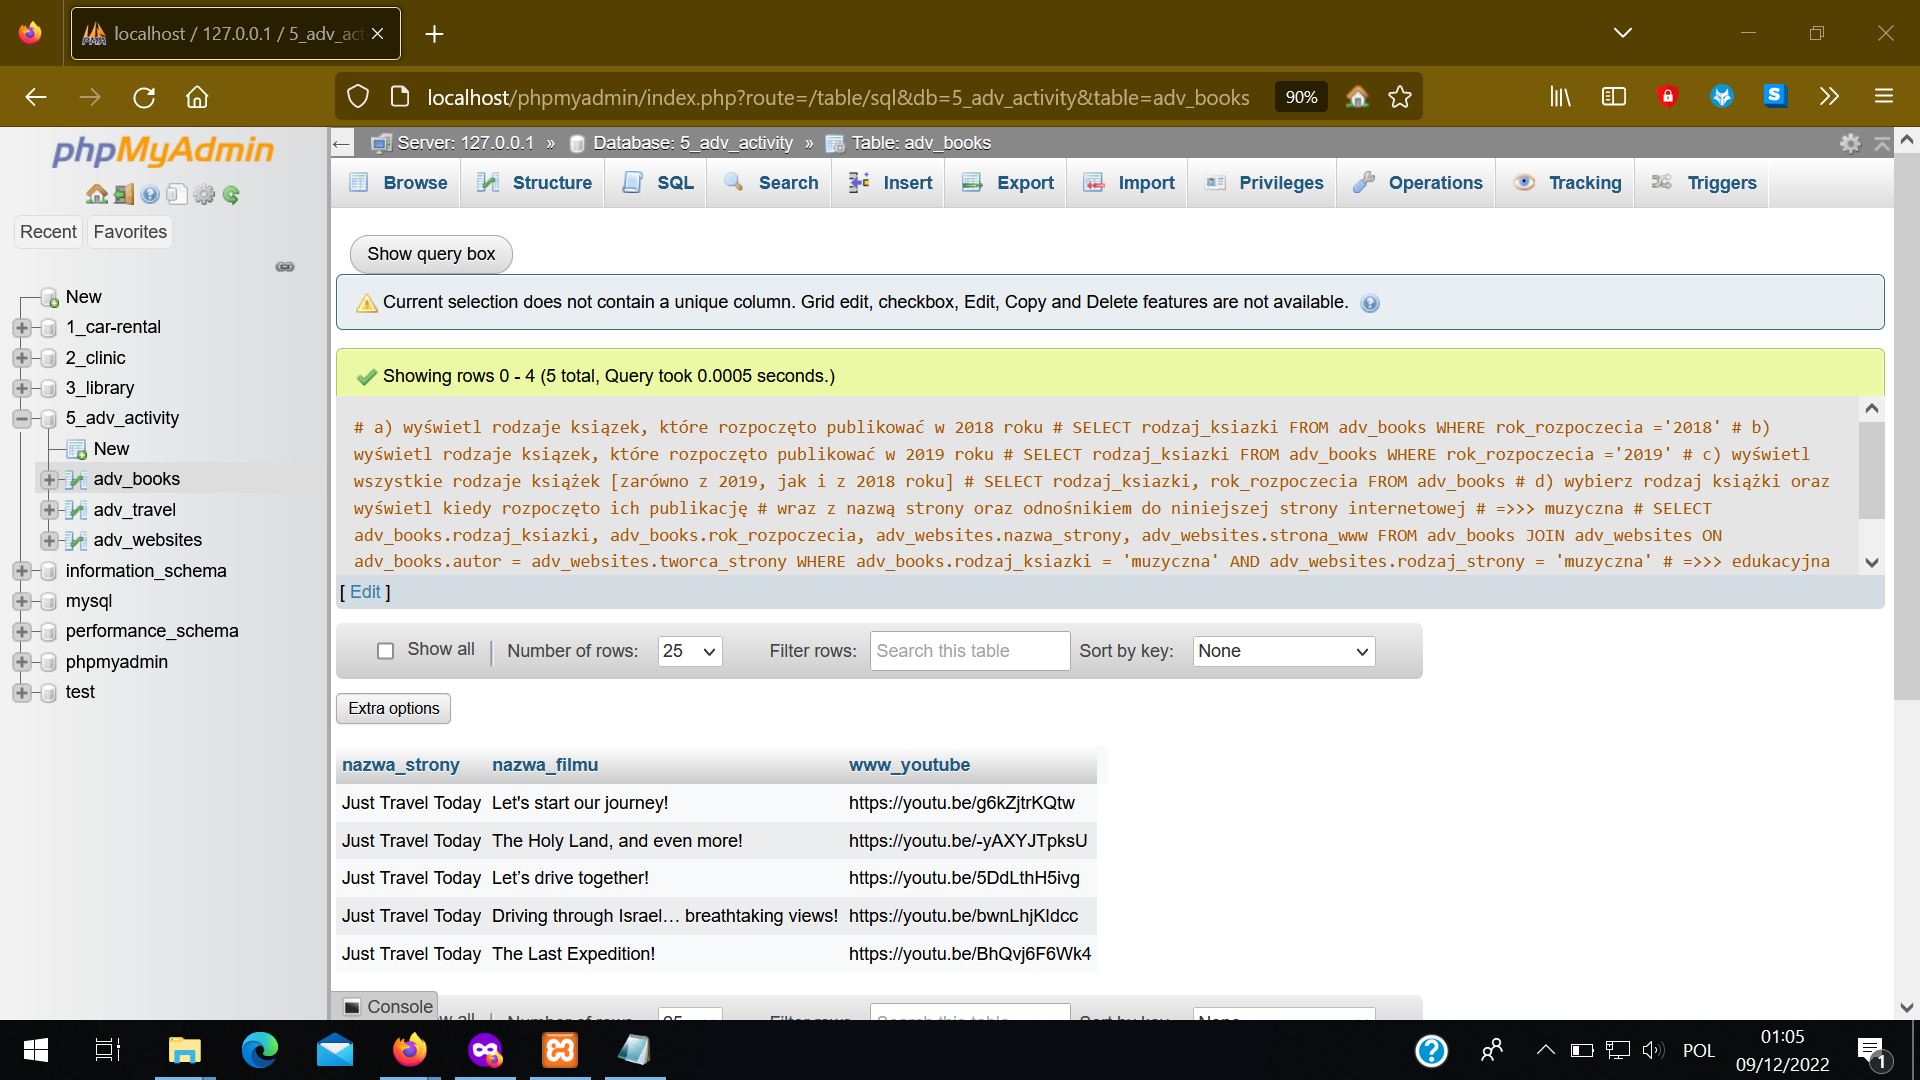 localhost / 127.0.0.1 / 5_adv_act
localhost/phpmyadmin/index.php?route=/table/sql&db=5_adv_activity&table=adv_books
90%
phpMyAdmin
Recent
Favorites
New
1_car-rental
2_clinic
3_library
5_adv_activity
New
adv_books
adv_travel
adv_websites
information_schema
mysql
performance_schema
phpmyadmin
test
Server: 127.0.0.1 » Database: 5_adv_activity » Table: adv_books
Browse Structure SQL Search Insert Export Import Privileges Operations Tracking Triggers
Show query box
Current selection does not contain a unique column. Grid edit, checkbox, Edit, Copy and Delete features are not available.
Showing rows 0 - 4 (5 total, Query took 0.0005 seconds.)
# a) wyświetl rodzaje ksiązek, które rozpoczęto publikować w 2018 roku # SELECT rodzaj_ksiazki FROM adv_books WHERE rok_rozpoczecia ='2018' # b)
wyświetl rodzaje ksiązek, które rozpoczęto publikować w 2019 roku # SELECT rodzaj_ksiazki FROM adv_books WHERE rok_rozpoczecia ='2019' # c) wyświetl
wszystkie rodzaje książek [zarówno z 2019, jak i z 2018 roku] # SELECT rodzaj_ksiazki, rok_rozpoczecia FROM adv_books # d) wybierz rodzaj książki oraz
wyświetl kiedy rozpoczęto ich publikację # wraz z nazwą strony oraz odnośnikiem do niniejszej strony internetowej # =>>> muzyczna # SELECT
adv_books.rodzaj_ksiazki, adv_books.rok_rozpoczecia, adv_websites.nazwa_strony, adv_websites.strona_www FROM adv_books JOIN adv_websites ON
adv_books.autor = adv_websites.tworca_strony WHERE adv_books.rodzaj_ksiazki = 'muzyczna' AND adv_websites.rodzaj_strony = 'muzyczna' # =>>> edukacyjna
[ Edit ]
Show all Number of rows: 25 Filter rows: Search this table Sort by key: None
Extra options
nazwa_strony nazwa_filmu www_youtube
Just Travel Today Let's start our journey! https://youtu.be/g6kZjtrKQtw
Just Travel Today The Holy Land, and even more! https://youtu.be/-yAXYJTpksU
Just Travel Today Let’s drive together! https://youtu.be/5DdLthH5ivg
Just Travel Today Driving through Israel… breathtaking views! https://youtu.be/bwnLhjKIdcc
Just Travel Today The Last Expedition! https://youtu.be/BhQvj6F6Wk4
Console
POL
01:05
09/12/2022
1